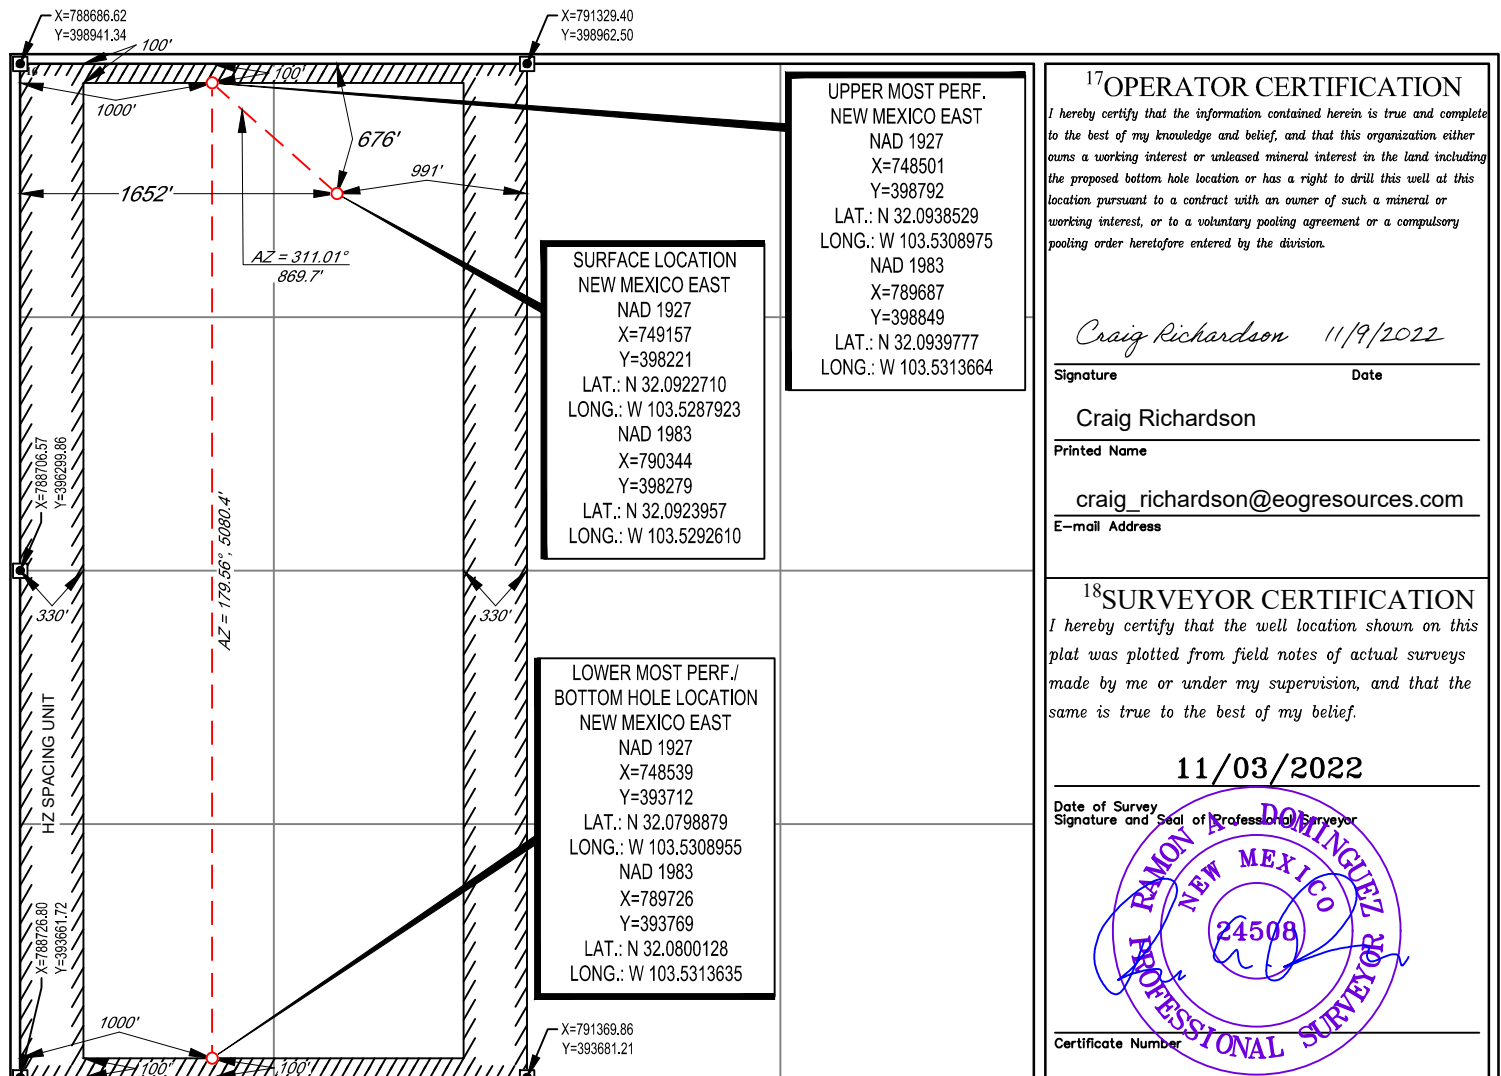 X=788686.62
Y=398941.34
X=791329.40
Y=398962.50
100'
100'
1000'
676'
991'
1652'
AZ = 311.01°
869.7'
UPPER MOST PERF.
NEW MEXICO EAST
NAD 1927
X=748501
Y=398792
LAT.: N 32.0938529
LONG.: W 103.5308975
NAD 1983
X=789687
Y=398849
LAT.: N 32.0939777
LONG.: W 103.5313664
SURFACE LOCATION
NEW MEXICO EAST
NAD 1927
X=749157
Y=398221
LAT.: N 32.0922710
LONG.: W 103.5287923
NAD 1983
X=790344
Y=398279
LAT.: N 32.0923957
LONG.: W 103.5292610
X=788706.57
Y=396299.86
AZ = 179.56°, 5080.4'
330'
330'
LOWER MOST PERF./
BOTTOM HOLE LOCATION
NEW MEXICO EAST
NAD 1927
X=748539
Y=393712
LAT.: N 32.0798879
LONG.: W 103.5308955
NAD 1983
X=789726
Y=393769
LAT.: N 32.0800128
LONG.: W 103.5313635
HZ SPACING UNIT
X=788726.80
Y=393661.72
1000'
100'
100'
X=791369.86
Y=393681.21
17OPERATOR CERTIFICATION
I hereby certify that the information contained herein is true and complete
to the best of my knowledge and belief, and that this organization either
owns a working interest or unleased mineral interest in the land including
the proposed bottom hole location or has a right to drill this well at this
location pursuant to a contract with an owner of such a mineral or
working interest, or to a voluntary pooling agreement or a compulsory
pooling order heretofore entered by the division.
Craig Richardson 11/9/2022
Signature Date
Craig Richardson
Printed Name
craig_richardson@eogresources.com
E-mail Address
18SURVEYOR CERTIFICATION
I hereby certify that the well location shown on this
plat was plotted from field notes of actual surveys
made by me or under my supervision, and that the
same is true to the best of my belief.
11/03/2022
Date of Survey
Signature and Seal of Professional Surveyor
RAMON A. DOMINGUEZ
NEW MEXICO
24508
PROFESSIONAL SURVEYOR
Certificate Number